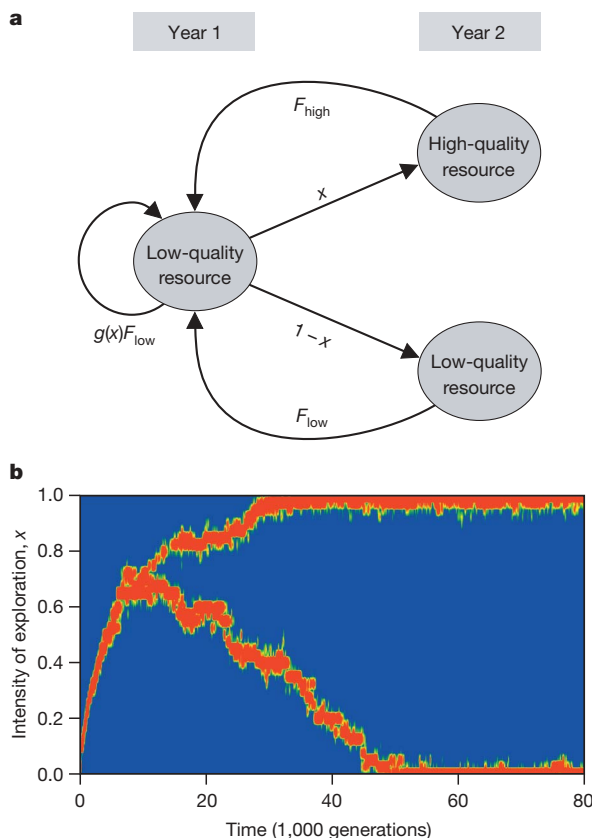 a
Year 1
Year 2
F_high
High-quality
resource
x
Low-quality
resource
g(x)F_low
1 – x
Low-quality
resource
F_low
b
Intensity of exploration, x
1.0
0.8
0.6
0.4
0.2
0.0
0
20
40
60
80
Time (1,000 generations)